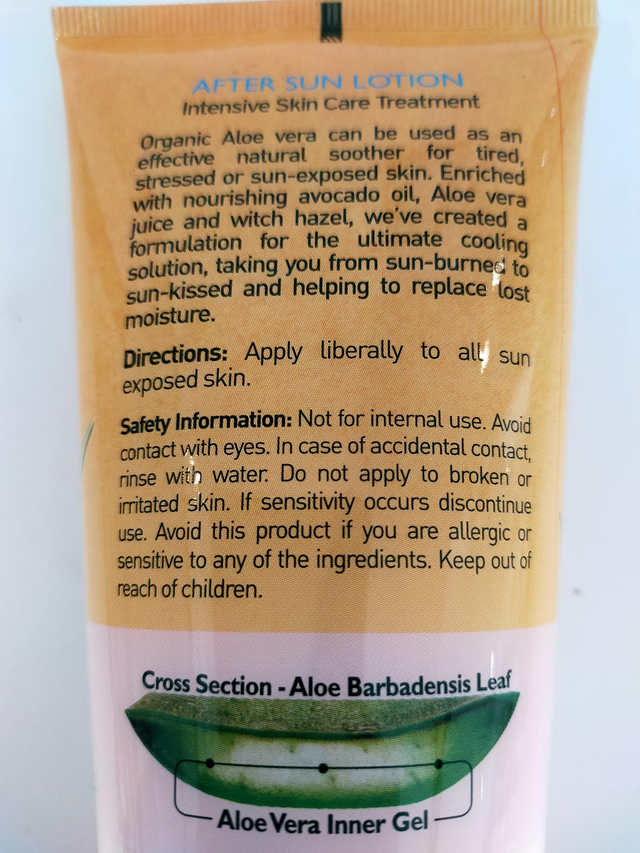 AFTER SUN LOTION
Intensive Skin Care Treatment
Organic Aloe vera can be used as an
effective natural soother for tired,
stressed or sun-exposed skin. Enriched
with nourishing avocado oil, Aloe vera
juice and witch hazel, we've created a
formulation for the ultimate cooling
solution, taking you from sun-burned to
sun-kissed and helping to replace lost
moisture.
Directions: Apply liberally to all sun
exposed skin.
Safety Information: Not for internal use. Avoid
contact with eyes. In case of accidental contact,
rinse with water. Do not apply to broken or
irritated skin. If sensitivity occurs discontinue
use. Avoid this product if you are allergic or
sensitive to any of the ingredients. Keep out of
reach of children.
Cross Section - Aloe Barbadensis Leaf
Aloe Vera Inner Gel